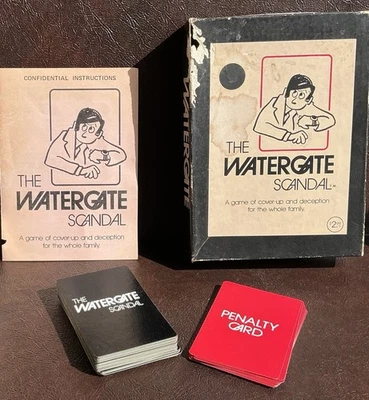 CONFIDENTIAL INSTRUCTIONS
THE
WATERGATE
SCANDAL
A game of cover-up and deception
for the whole family.
WATERGATE
THE
WATERGATE
SCANDAL
A game of cover-up and deception
for the whole family.
THE
WATERGATE
SCANDAL
PENALTY
CARD